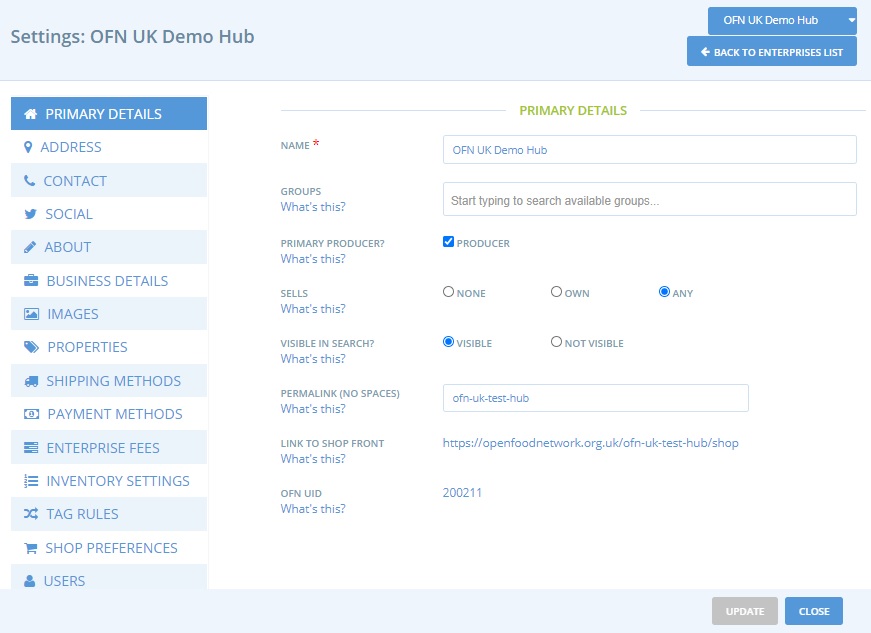 OFN UK Demo Hub
Settings: OFN UK Demo Hub
BACK TO ENTERPRISES LIST
PRIMARY DETAILS
ADDRESS
CONTACT
SOCIAL
ABOUT
BUSINESS DETAILS
IMAGES
PROPERTIES
SHIPPING METHODS
PAYMENT METHODS
ENTERPRISE FEES
INVENTORY SETTINGS
TAG RULES
SHOP PREFERENCES
USERS
PRIMARY DETAILS
NAME * OFN UK Demo Hub
GROUPS Start typing to search available groups...
What's this?
PRIMARY PRODUCER? PRODUCER
What's this?
SELLS NONE OWN ANY
What's this?
VISIBLE IN SEARCH? VISIBLE NOT VISIBLE
What's this?
PERMALINK (NO SPACES) ofn-uk-test-hub
What's this?
LINK TO SHOP FRONT https://openfoodnetwork.org.uk/ofn-uk-test-hub/shop
What's this?
OFN UID 200211
What's this?
UPDATE CLOSE